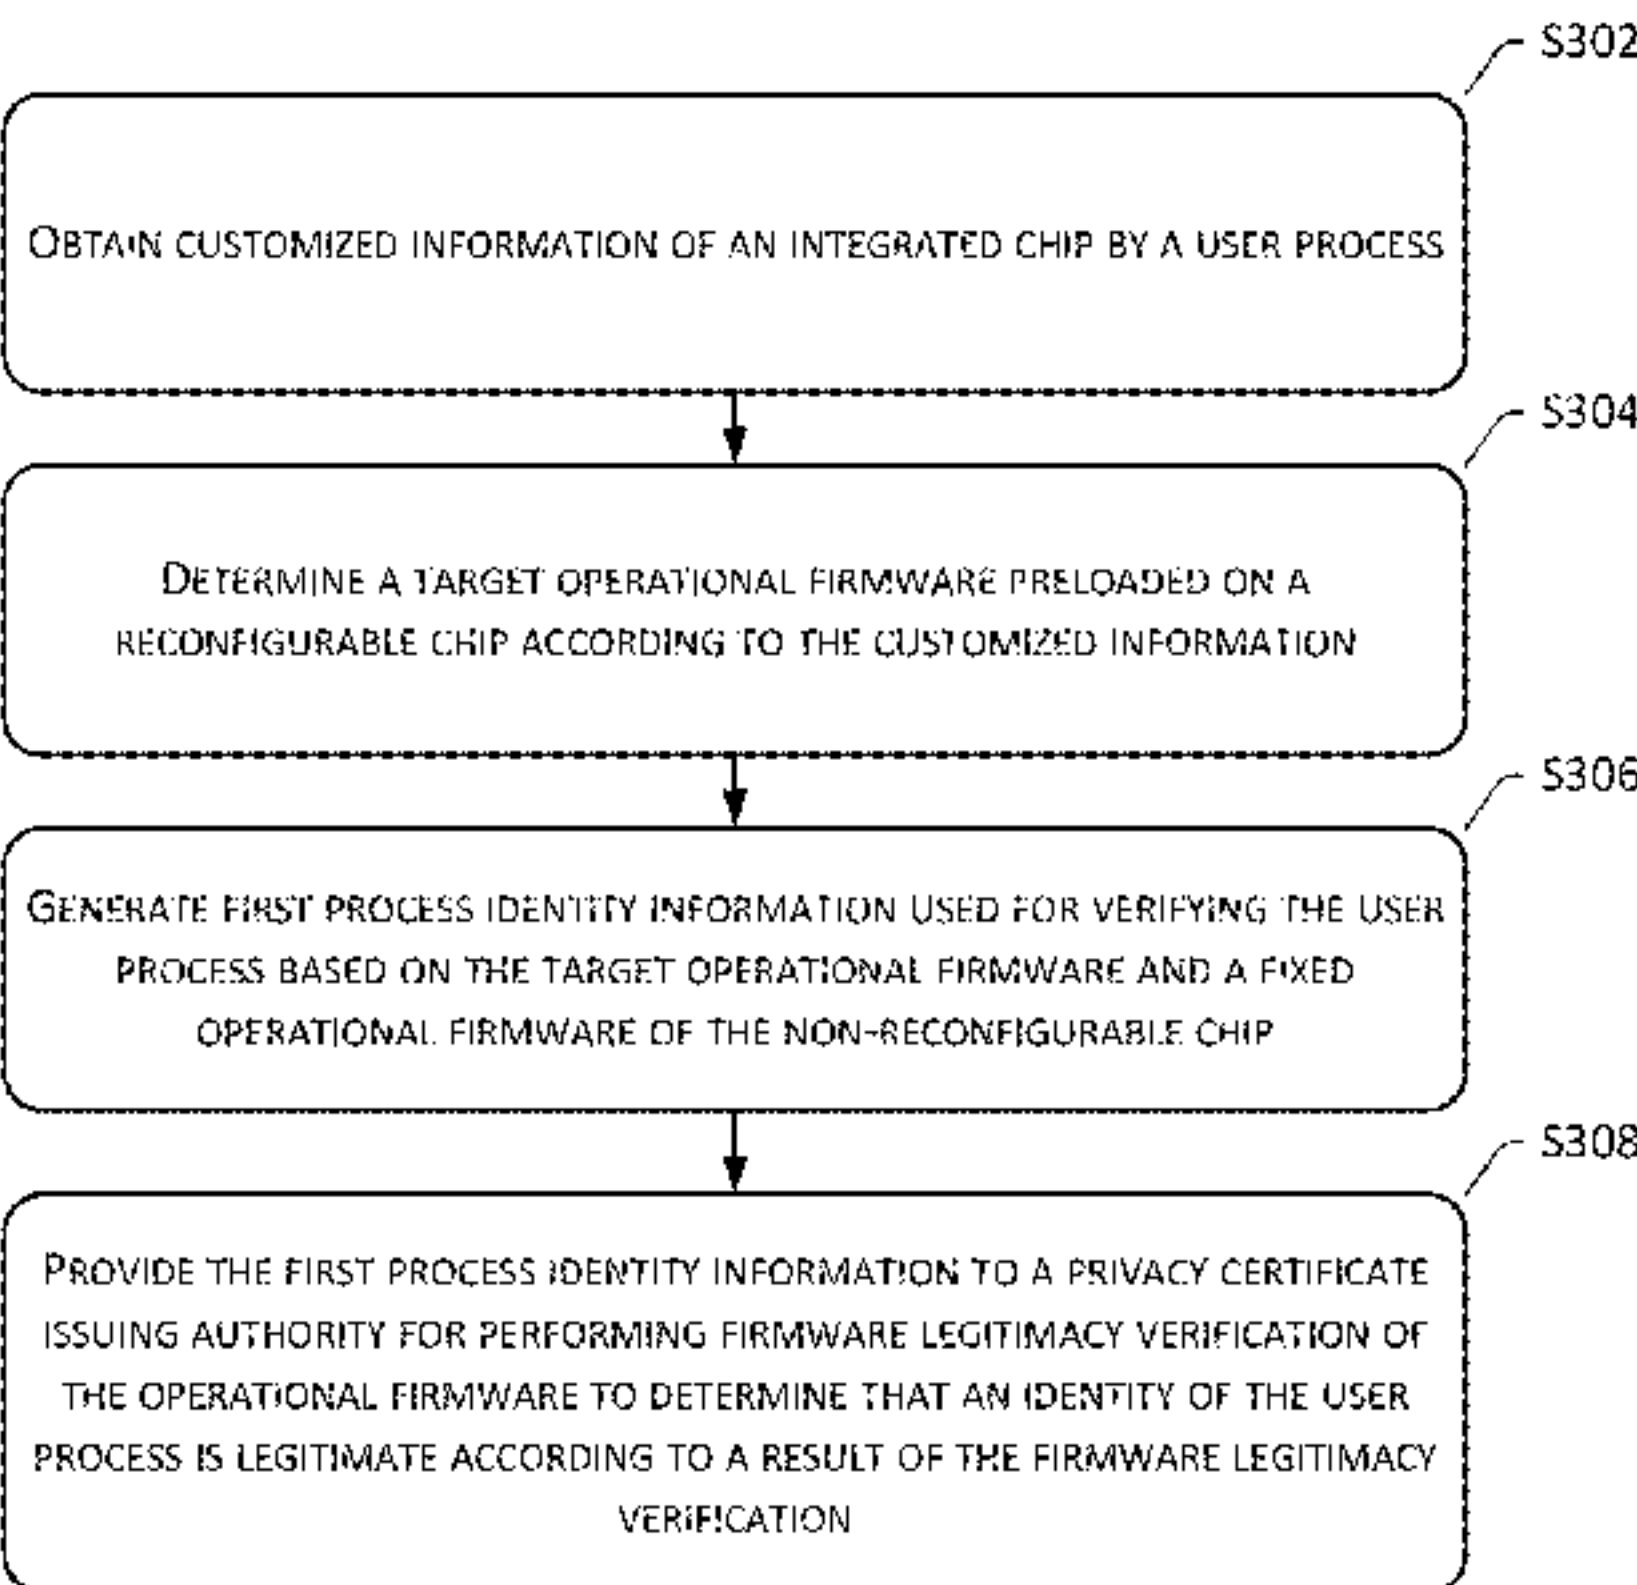 S302
OBTAIN CUSTOMIZED INFORMATION OF AN INTEGRATED CHIP BY A USER PROCESS
S304
DETERMINE A TARGET OPERATIONAL FIRMWARE PRELOADED ON A
RECONFIGURABLE CHIP ACCORDING TO THE CUSTOMIZED INFORMATION
S306
GENERATE FIRST PROCESS IDENTITY INFORMATION USED FOR VERIFYING THE USER
PROCESS BASED ON THE TARGET OPERATIONAL FIRMWARE AND A FIXED
OPERATIONAL FIRMWARE OF THE NON-RECONFIGURABLE CHIP
S308
PROVIDE THE FIRST PROCESS IDENTITY INFORMATION TO A PRIVACY CERTIFICATE
ISSUING AUTHORITY FOR PERFORMING FIRMWARE LEGITIMACY VERIFICATION OF
THE OPERATIONAL FIRMWARE TO DETERMINE THAT AN IDENTITY OF THE USER
PROCESS IS LEGITIMATE ACCORDING TO A RESULT OF THE FIRMWARE LEGITIMACY
VERIFICATION